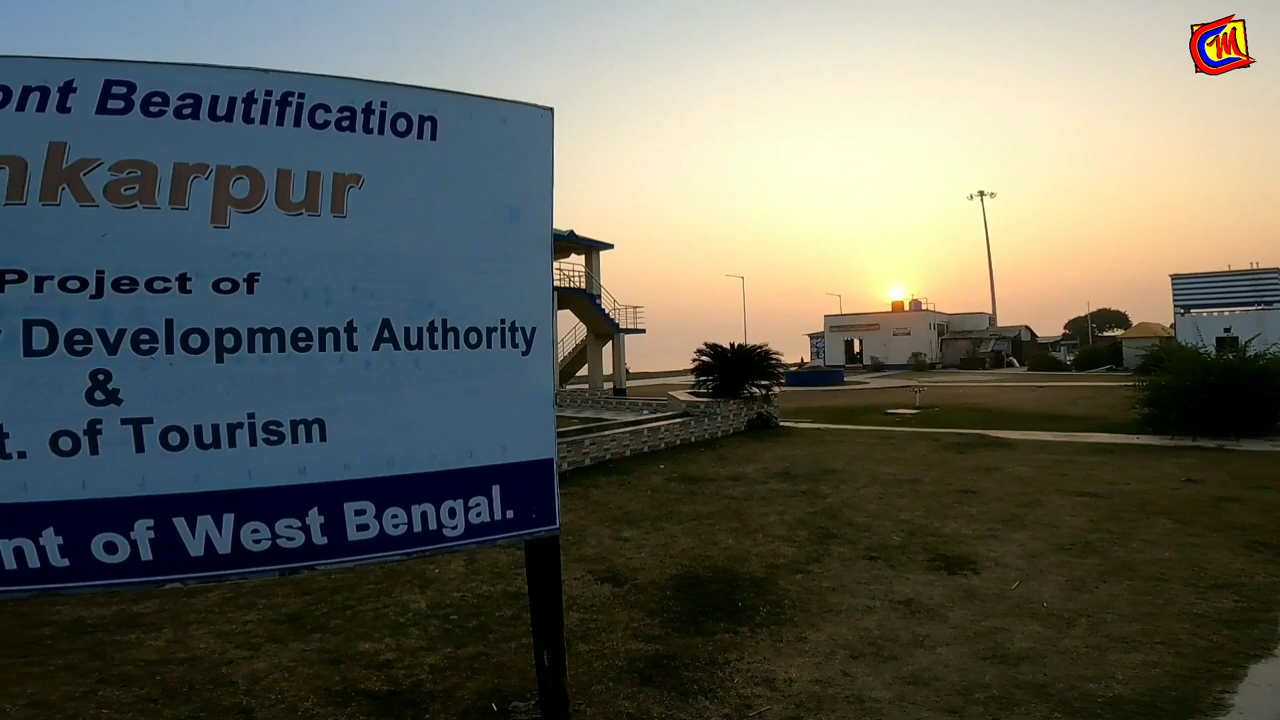 ont Beautification
nkarpur
Project of
Development Authority
&
t. of Tourism
nt of West Bengal.